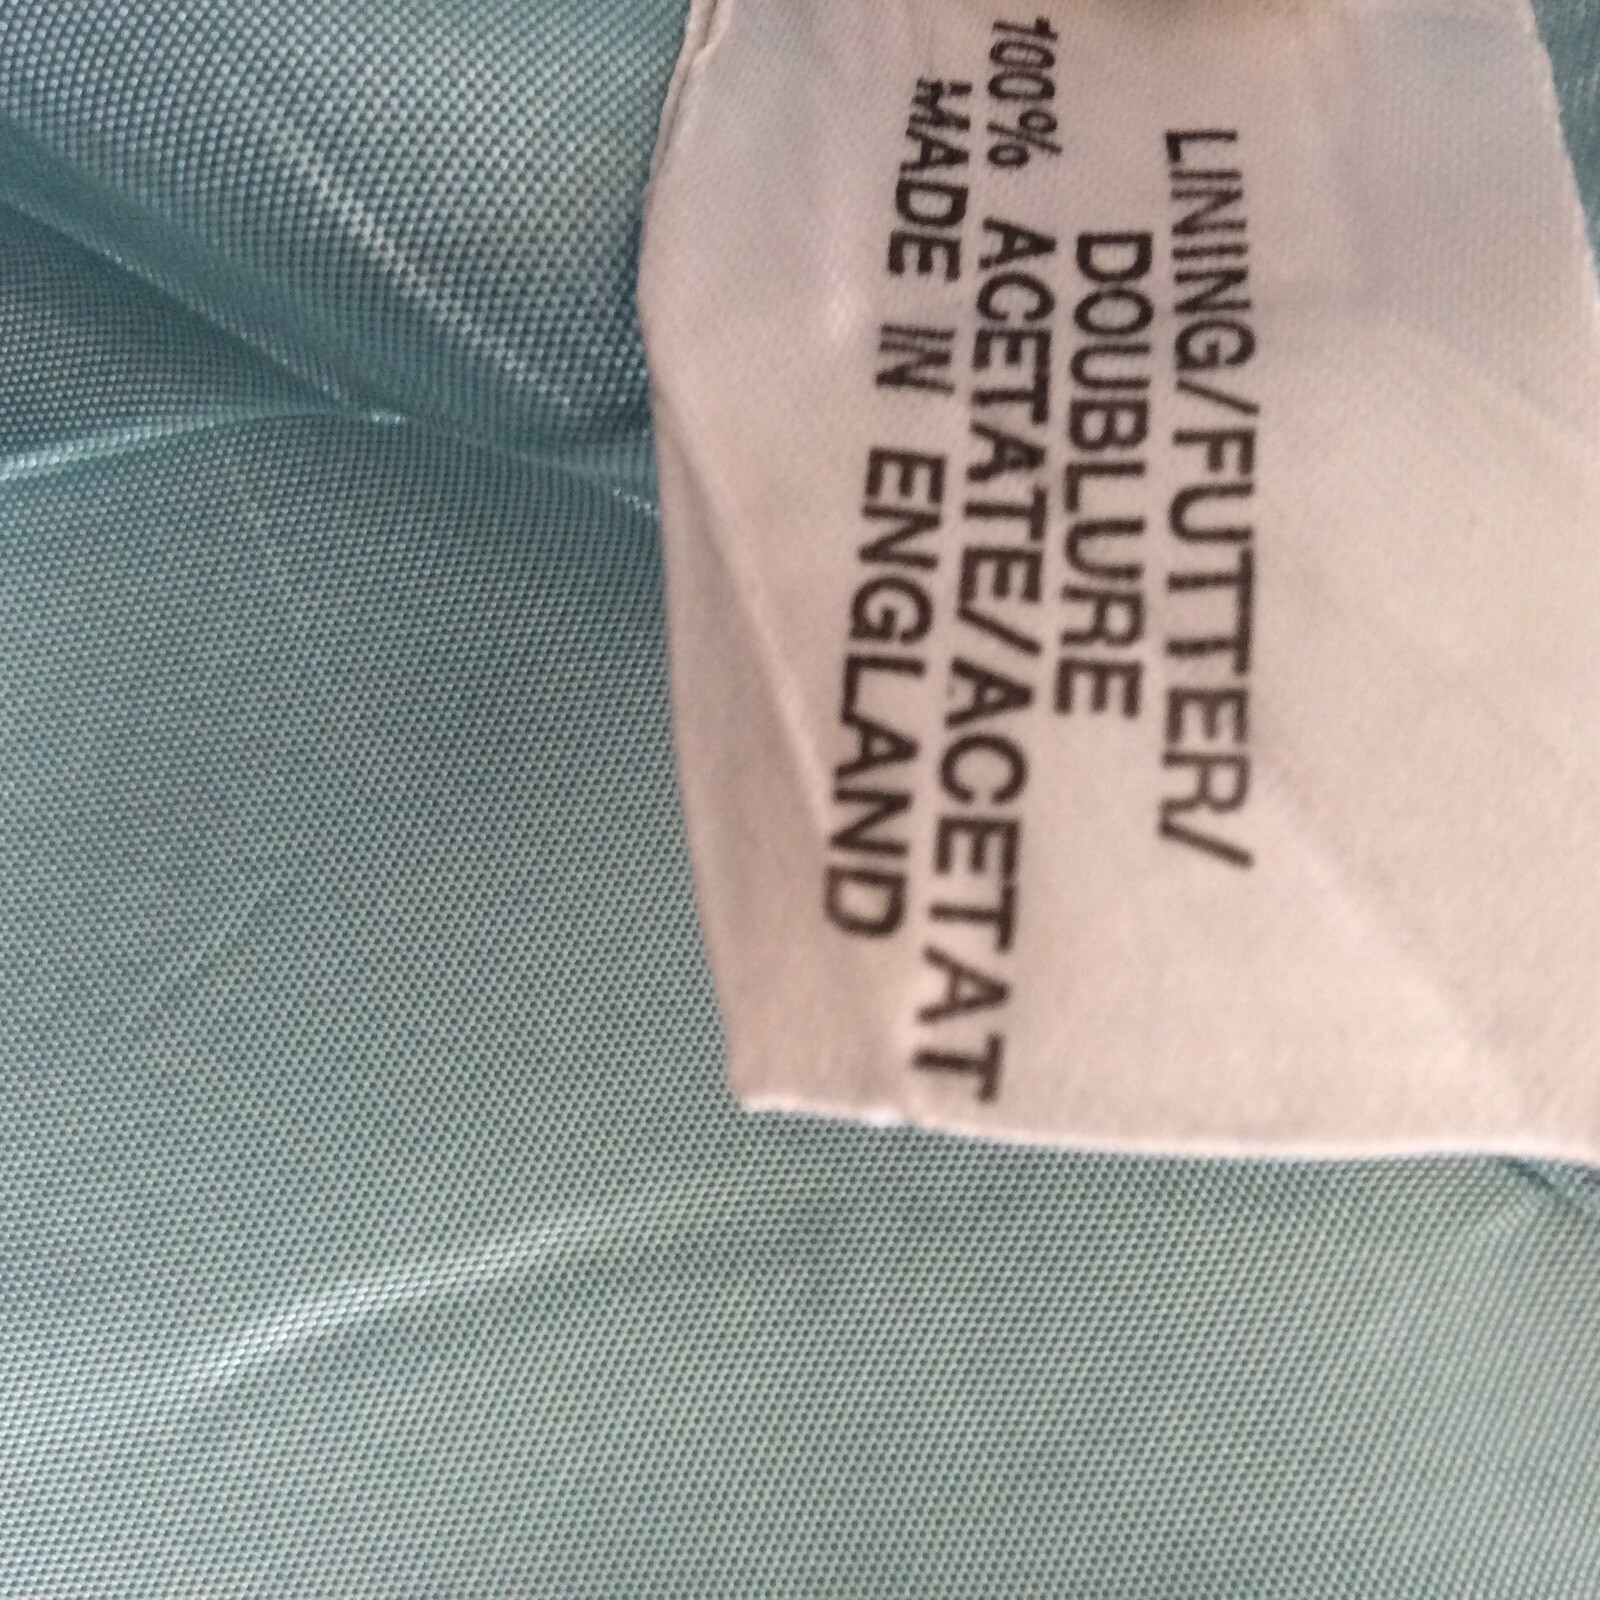 LINING/FUTTER/
DOUBLURE
100% ACETATE/ACETAT
MADE IN ENGLAND